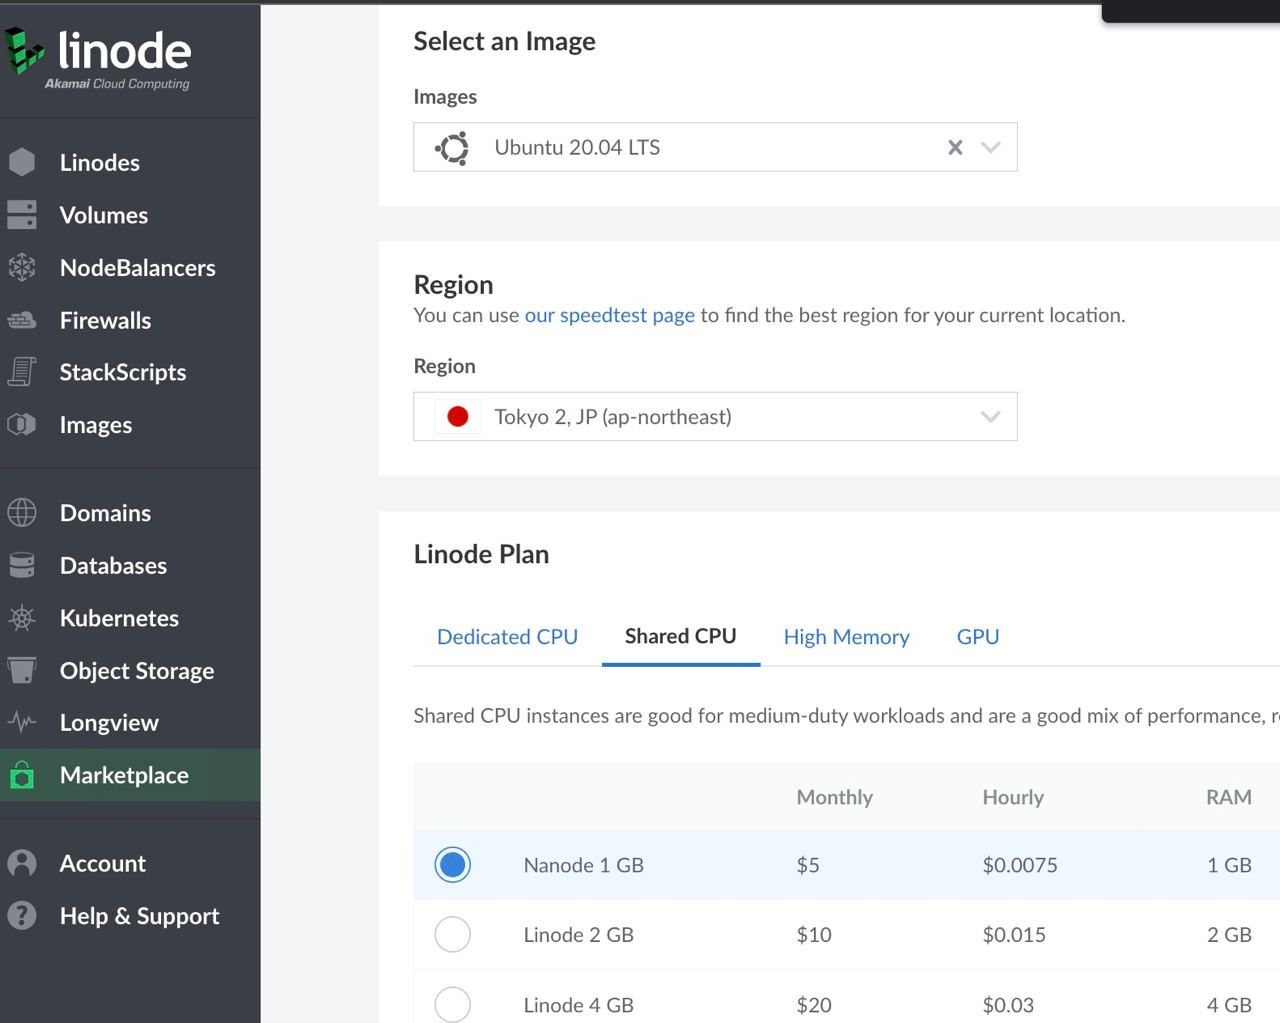 linode
Akamai Cloud Computing
Linodes
Volumes
NodeBalancers
Firewalls
StackScripts
Images
Domains
Databases
Kubernetes
Object Storage
Longview
Marketplace
Account
Help & Support
Select an Image
Images
Ubuntu 20.04 LTS
Region
You can use our speedtest page to find the best region for your current location.
Region
Tokyo 2, JP (ap-northeast)
Linode Plan
Dedicated CPU Shared CPU High Memory GPU
Shared CPU instances are good for medium-duty workloads and are a good mix of performance,
Monthly Hourly RAM
Nanode 1 GB $5 $0.0075 1 GB
Linode 2 GB $10 $0.015 2 GB
Linode 4 GB $20 $0.03 4 GB